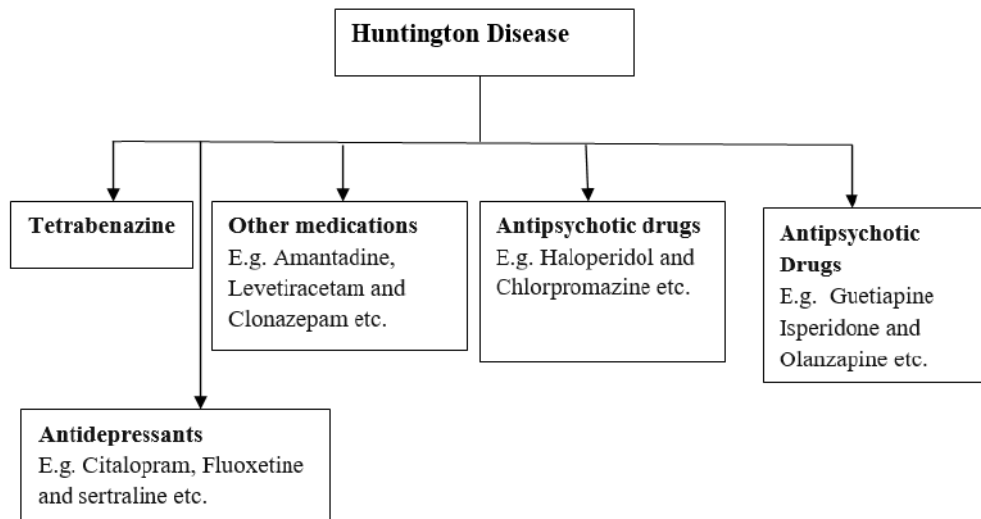 Huntington Disease
Tetrabenazine
Other medications
E.g. Amantadine,
Levetiracetam and
Clonazepam etc.
Antipsychotic drugs
E.g. Haloperidol and
Chlorpromazine etc.
Antipsychotic
Drugs
E.g. Guetiapine
Isperidone and
Olanzapine etc.
Antidepressants
E.g. Citalopram, Fluoxetine
and sertraline etc.